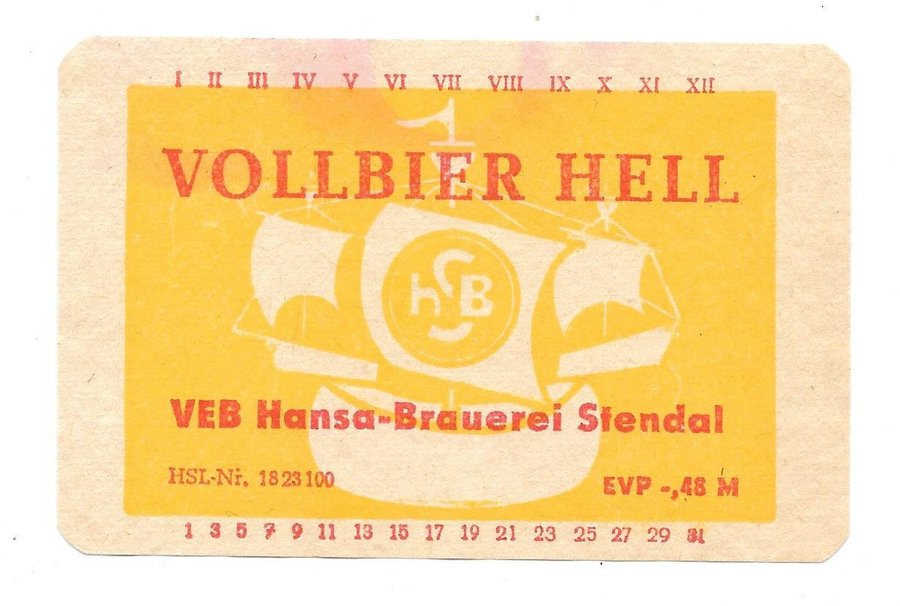 I II III IV V VI VII VIII IX X XI XII
VOLLBIER HELL
hSB
VEB Hansa-Brauerei Stendal
HSL-Nr. 1823100
EVP -,48 M
1 3 5 7 9 11 13 15 17 19 21 23 25 27 29 31